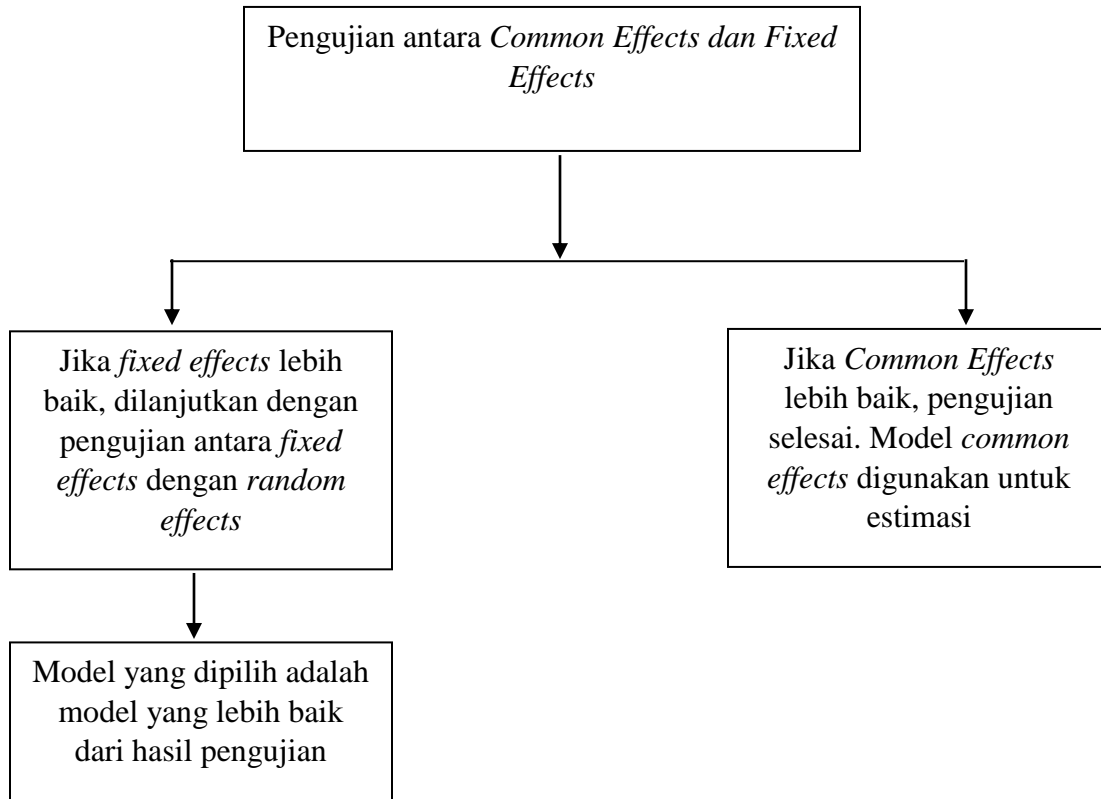 Pengujian antara Common Effects dan Fixed
Effects
Jika fixed effects lebih
baik, dilanjutkan dengan
pengujian antara fixed
effects dengan random
effects
Jika Common Effects
lebih baik, pengujian
selesai. Model common
effects digunakan untuk
estimasi
Model yang dipilih adalah
model yang lebih baik
dari hasil pengujian